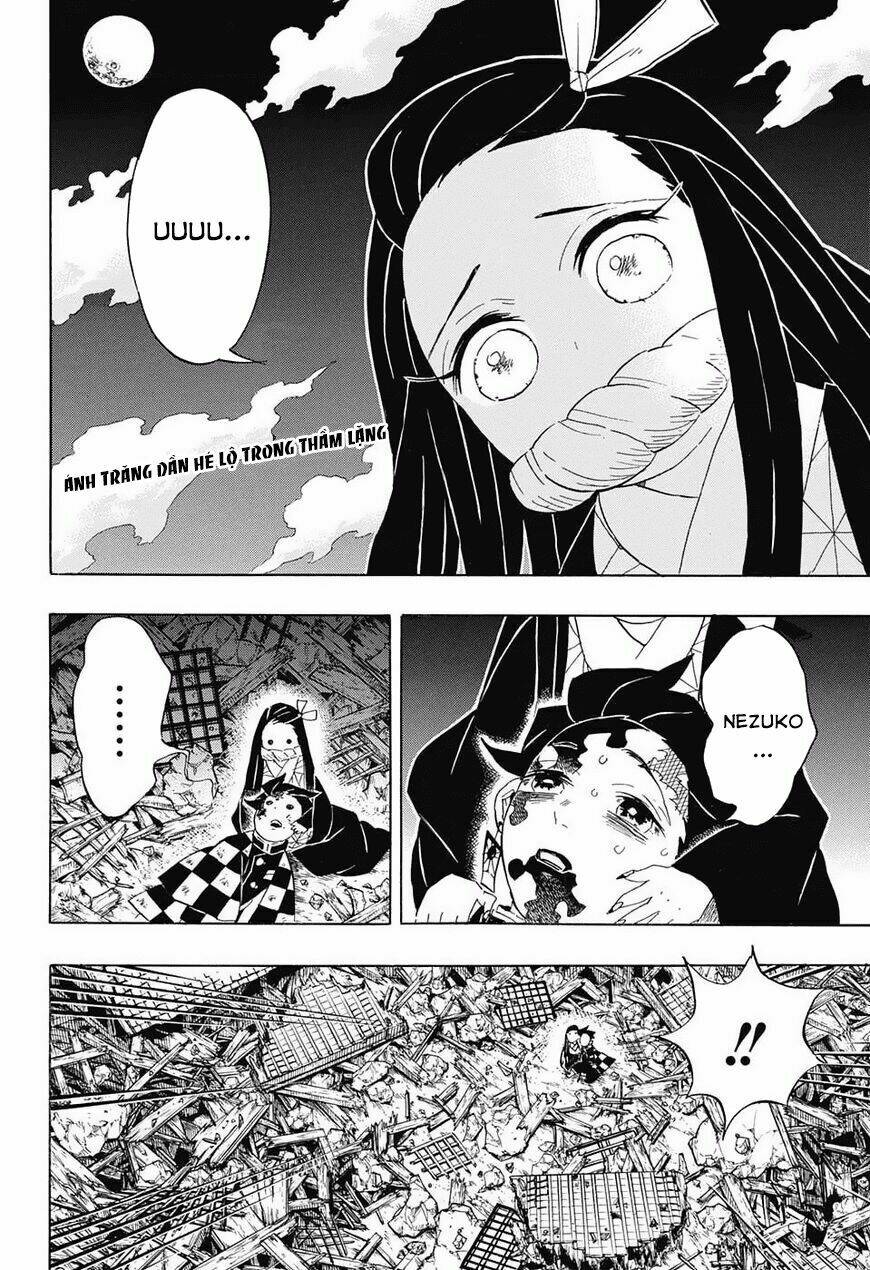 UUUU...
ÁNH TRĂNG DẦN HÉ LỘ TRONG THẦM LẶNG
NEZUKO
...
......
!!